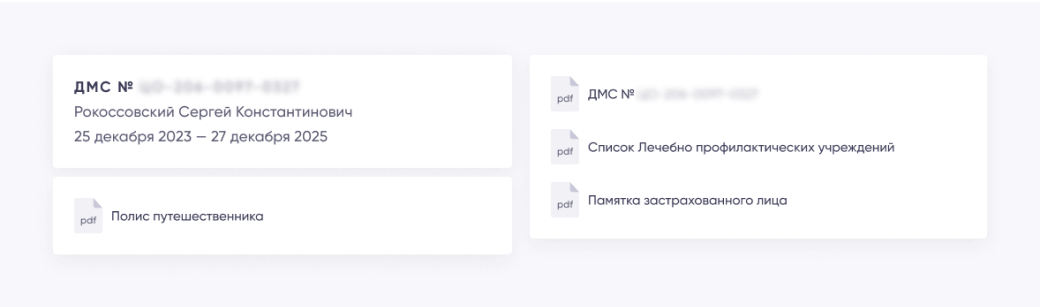 ДМС №
Рокоссовский Сергей Константинович
25 декабря 2023 — 27 декабря 2025
pdf Полис путешественника
pdf ДМС №
pdf Список Лечебно профилактических учреждений
pdf Памятка застрахованного лица